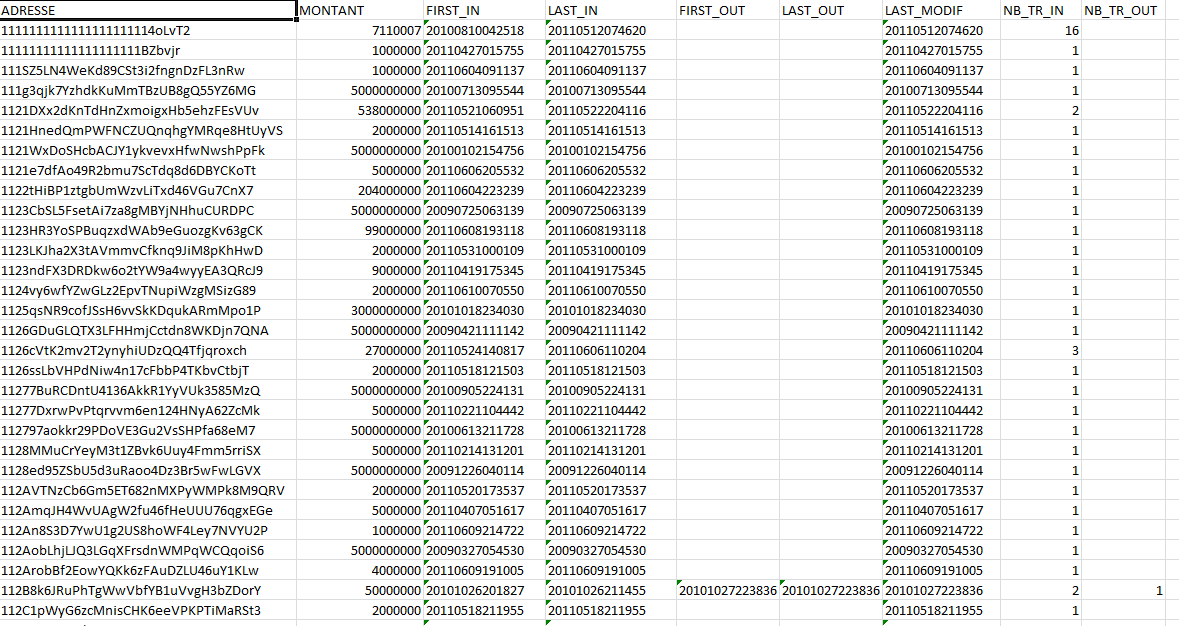 ADRESSE MONTANT FIRST_IN LAST_IN FIRST_OUT LAST_OUT LAST_MODIF NB_TR_IN NB_TR_OUT
1111111111111111111114oLvT2 7110007 20100810042518 20110512074620 20110512074620 16
11111111111111111111BZbvjr 1000000 20110427015755 20110427015755 20110427015755 1
111SZ5LN4WeKd89CSt3i2fngnDzFL3nRw 1000000 20110604091137 20110604091137 20110604091137 1
111g3qjk7YzhdkKuMmTBzUB8gQ55YZ6MG 5000000000 20100713095544 20100713095544 20100713095544 1
1121DXx2dKnTdHnZxmoigxHb5ehzFEsVUv 538000000 20110521060951 20110522204116 20110522204116 2
1121HnedQmPWFNCZUQnqhgYMRqe8HtUyVS 2000000 20110514161513 20110514161513 20110514161513 1
1121WxDoSHcbACJY1ykvevxHfwNwshPpFk 5000000000 20100102154756 20100102154756 20100102154756 1
1121e7dfAo49R2bmu7ScTdq8d6DBYCKoTt 5000000 20110606205532 20110606205532 20110606205532 1
1122tHiBP1ztgbUmWzvLiTxd46VGu7CnX7 204000000 20110604223239 20110604223239 20110604223239 1
1123CbSL5FsetAi7za8gMBYjNHhuCURDPC 5000000000 20090725063139 20090725063139 20090725063139 1
1123HR3YoSPBuqzxdWAb9eGuozgKv63gCK 99000000 20110608193118 20110608193118 20110608193118 1
1123LKJha2X3tAVmmvCfknq9JiM8pKhHwD 2000000 20110531000109 20110531000109 20110531000109 1
1123ndFX3DRDkw6o2tYW9a4wyyEA3QRcJ9 9000000 20110419175345 20110419175345 20110419175345 1
1124vy6wfYZwGLz2EpvTNupiWzgMSizG89 2000000 20110610070550 20110610070550 20110610070550 1
1125qsNR9cofJSsH6vvSkKDqukARmMpo1P 3000000000 20101018234030 20101018234030 20101018234030 1
1126GDuGLQTX3LFHHmjCctdn8WKDjn7QNA 5000000000 20090421111142 20090421111142 20090421111142 1
1126cVtK2mv2T2ynyhiUDzQQ4Tfjqroxch 27000000 20110524140817 20110606110204 20110606110204 3
1126ssLbVHPdNiw4n17cFbbP4TKbvCtbjT 2000000 20110518121503 20110518121503 20110518121503 1
11277BuRCDntU4136AkkR1YyVUk3585MzQ 5000000000 20100905224131 20100905224131 20100905224131 1
11277DxrwPvPtqrvvm6en124HNyA62ZcMk 5000000 20110221104442 20110221104442 20110221104442 1
112797aokkr29PDoVE3Gu2VsSHPfa68eM7 5000000000 20100613211728 20100613211728 20100613211728 1
1128MMuCrYeyM3t1ZBvk6Uuy4Fmm5rriSX 5000000 20110214131201 20110214131201 20110214131201 1
1128ed95ZSbU5d3uRaoo4Dz3Br5wFwLGVX 5000000000 20091226040114 20091226040114 20091226040114 1
112AVTNzCb6Gm5ET682nMXPyWMPk8M9QRV 2000000 20110520173537 20110520173537 20110520173537 1
112AmqJH4WvUAgW2fu46fHeUUU76qgxEGe 5000000 20110407051617 20110407051617 20110407051617 1
112An8S3D7YwU1g2US8hoWF4Ley7NVYU2P 1000000 20110609214722 20110609214722 20110609214722 1
112AobLhjLJQ3LGqXFrsdnWMPqWCQqoiS6 5000000000 20090327054530 20090327054530 20090327054530 1
112ArobBf2EowYQKk6zFAuDZLU46uY1KLw 4000000 20110609191005 20110609191005 20110609191005 1
112B8k6JRuPhTgWwVbfYB1uVvgH3bZDorY 50000000 20101026201827 20101026211455 20101027223836 20101027223836 20101027223836 2 1
112C1pWyG6zcMnisCHK6eeVPKPTiMaRSt3 2000000 20110518211955 20110518211955 20110518211955 1